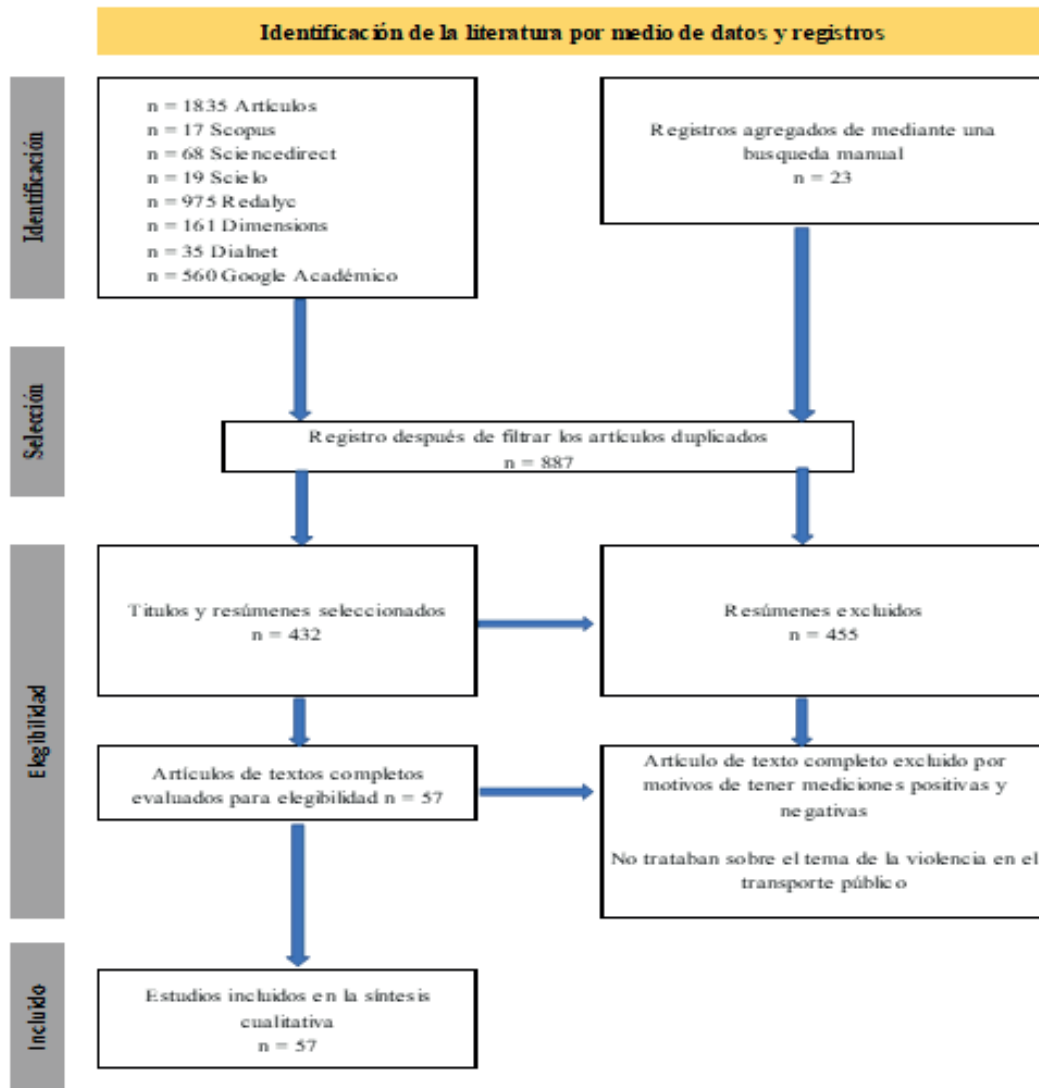 Identificación de la literatura por medio de datos y registros
Identificación
n = 1835 Artículos
n = 17 Scopus
n = 68 Sciencedirect
n = 19 Scielo
n = 975 Redalyc
n = 161 Dimensions
n = 35 Dialnet
n = 560 Google Académico
Registros agregados de mediante una
busqueda manual
n = 23
Selección
Registro después de filtrar los artículos duplicados
n = 887
Elegibilidad
Titulos y resúmenes seleccionados
n = 432
Resúmenes excluidos
n = 455
Artículos de textos completos
evaluados para elegibilidad n = 57
Artículo de texto completo excluido por
motivos de tener mediciones positivas y
negativas
No trataban sobre el tema de la violencia en el
transporte público
Incluido
Estudios incluidos en la síntesis
cualitativa
n = 57